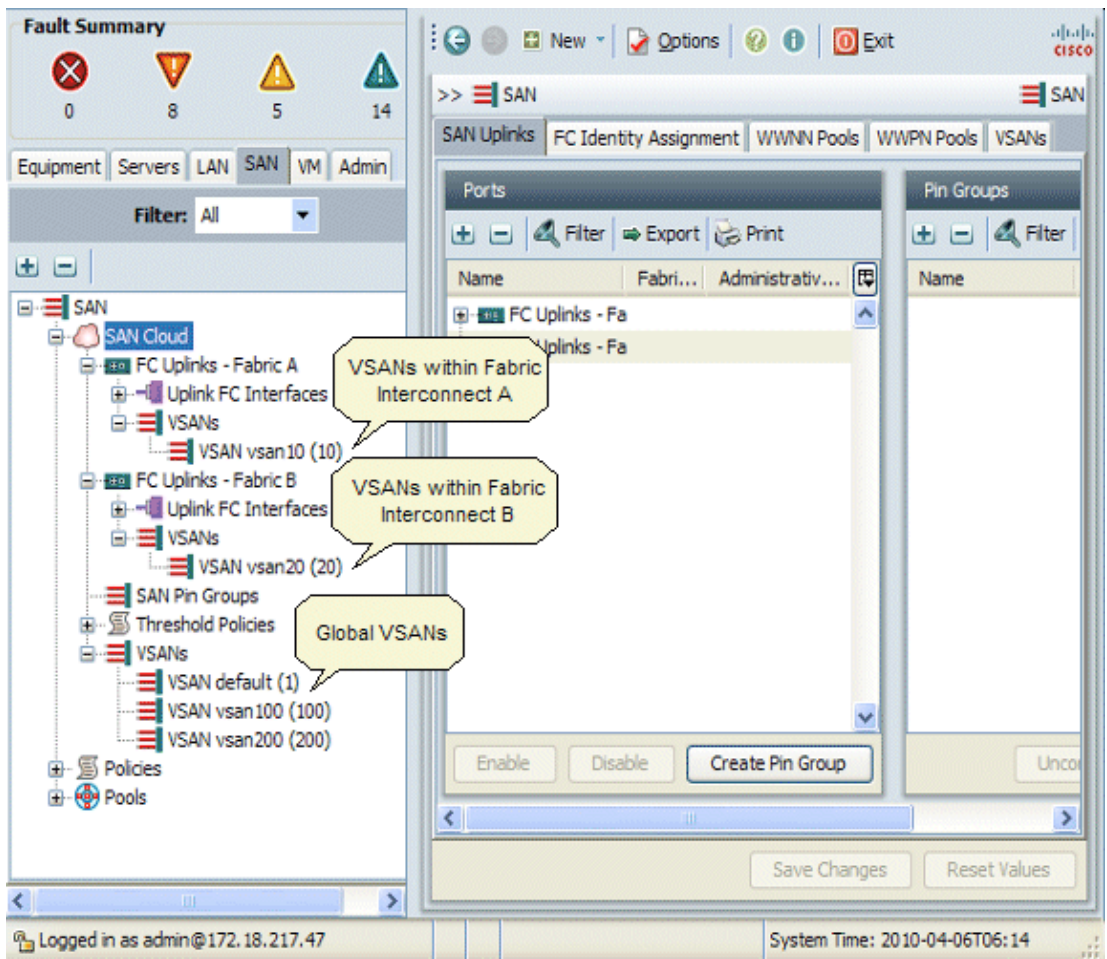 Fault Summary
0 8 5 14
Equipment Servers LAN SAN VM Admin
Filter: All
SAN
SAN Cloud
FC Uplinks - Fabric A
Uplink FC Interfaces
VSANs
VSAN vsan10 (10)
FC Uplinks - Fabric B
Uplink FC Interfaces
VSANs
VSAN vsan20 (20)
SAN Pin Groups
Threshold Policies
VSANs
VSAN default (1)
VSAN vsan100 (100)
VSAN vsan200 (200)
Policies
Pools
VSANs within Fabric
Interconnect A
VSANs within Fabric
Interconnect B
Global VSANs
New Options Exit
CISCO
>> SAN SAN
SAN Uplinks FC Identity Assignment WWNN Pools WWPN Pools VSANs
Ports
Filter Export Print
Name Fabri... Administrativ...
FC Uplinks - Fa
Uplinks - Fa
Enable Disable Create Pin Group
Pin Groups
Filter
Name
Save Changes Reset Values
Logged in as admin@172.18.217.47
System Time: 2010-04-06T06:14